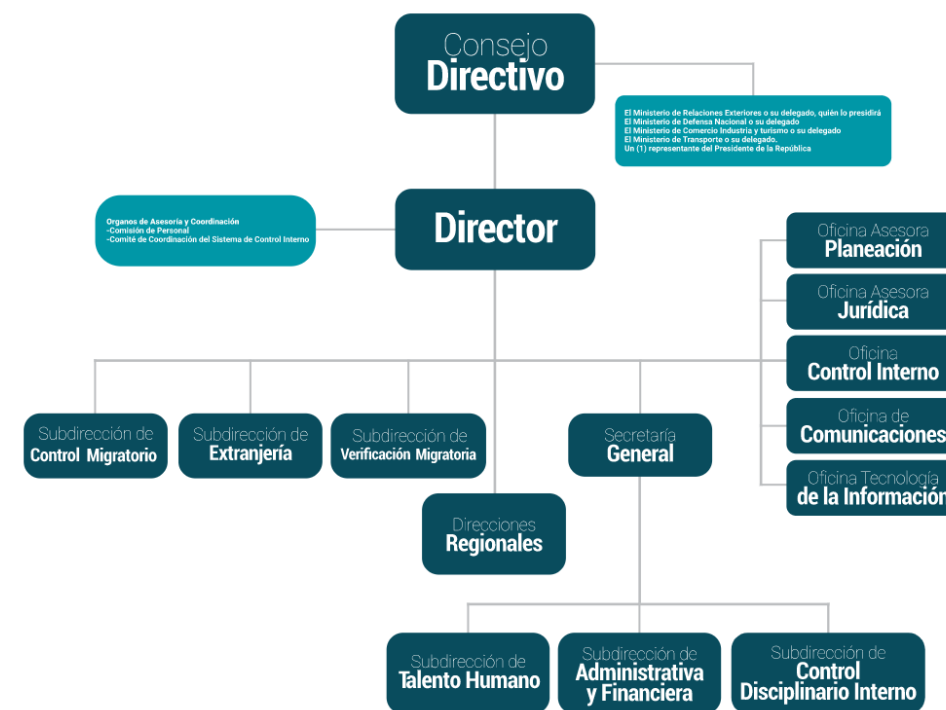 Consejo
Directivo
El Ministerio de Relaciones Exteriores o su delegado, quién lo presidirá
El Ministerio de Defensa Nacional o su delegado
El Ministerio de Comercio Industria y turismo o su delegado
El Ministerio de Transporte o su delegado.
Un (1) representante del Presidente de la República
Director
Organos de Asesoria y Coordinación
-Comisión de Personal
-Comité de Coordinación del Sistema de Control Interno
Oficina Asesora
Planeación
Oficina Asesora
Jurídica
Oficina
Control Interno
Oficina de
Comunicaciones
Oficina Tecnología
de la Información
Subdirección de
Control Migratorio
Subdirección de
Extranjería
Subdirección de
Verificación Migratoria
Secretaría
General
Direcciones
Regionales
Subdirección de
Talento Humano
Subdirección de
Administrativa
y Financiera
Subdirección de
Control
Disciplinario Interno